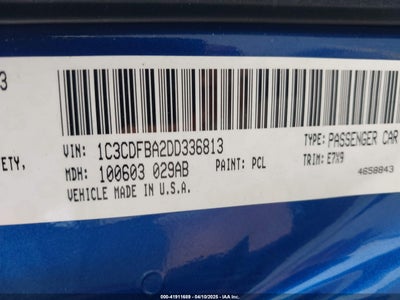 3
ETY,
VIN: 1C3CDFBA2DD336813
TYPE: PASSENGER CAR
MDH: 100603 029AB
PAINT: PCL
TRIM: E7X9
VEHICLE MADE IN U.S.A.
4658843
000-41911689 - 04/10/2025 - IAA Inc.